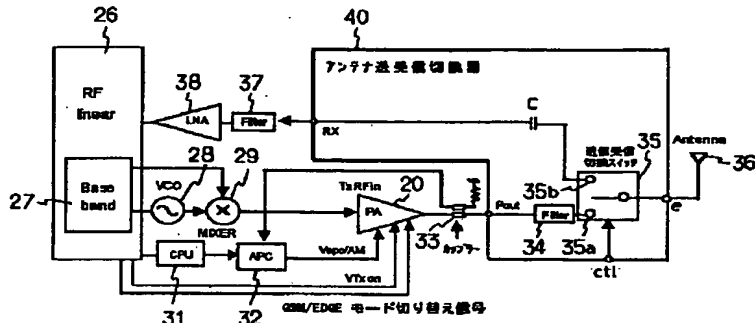 26
40
アンテナ送受信切換器
38
37
RF
linear
LNA
Filter
RX
C
送信受信
切換スイッチ
35
Antenne
36
28
29
20
35b
27
Base
band
VCO
TxRFin
PA
Pout
Filter
e
MIXER
33
カップラー
34
35a
CPU
APC
Vapc/AM
VTxon
ctl
31
32
GSM/EDGE モード切り替え信号